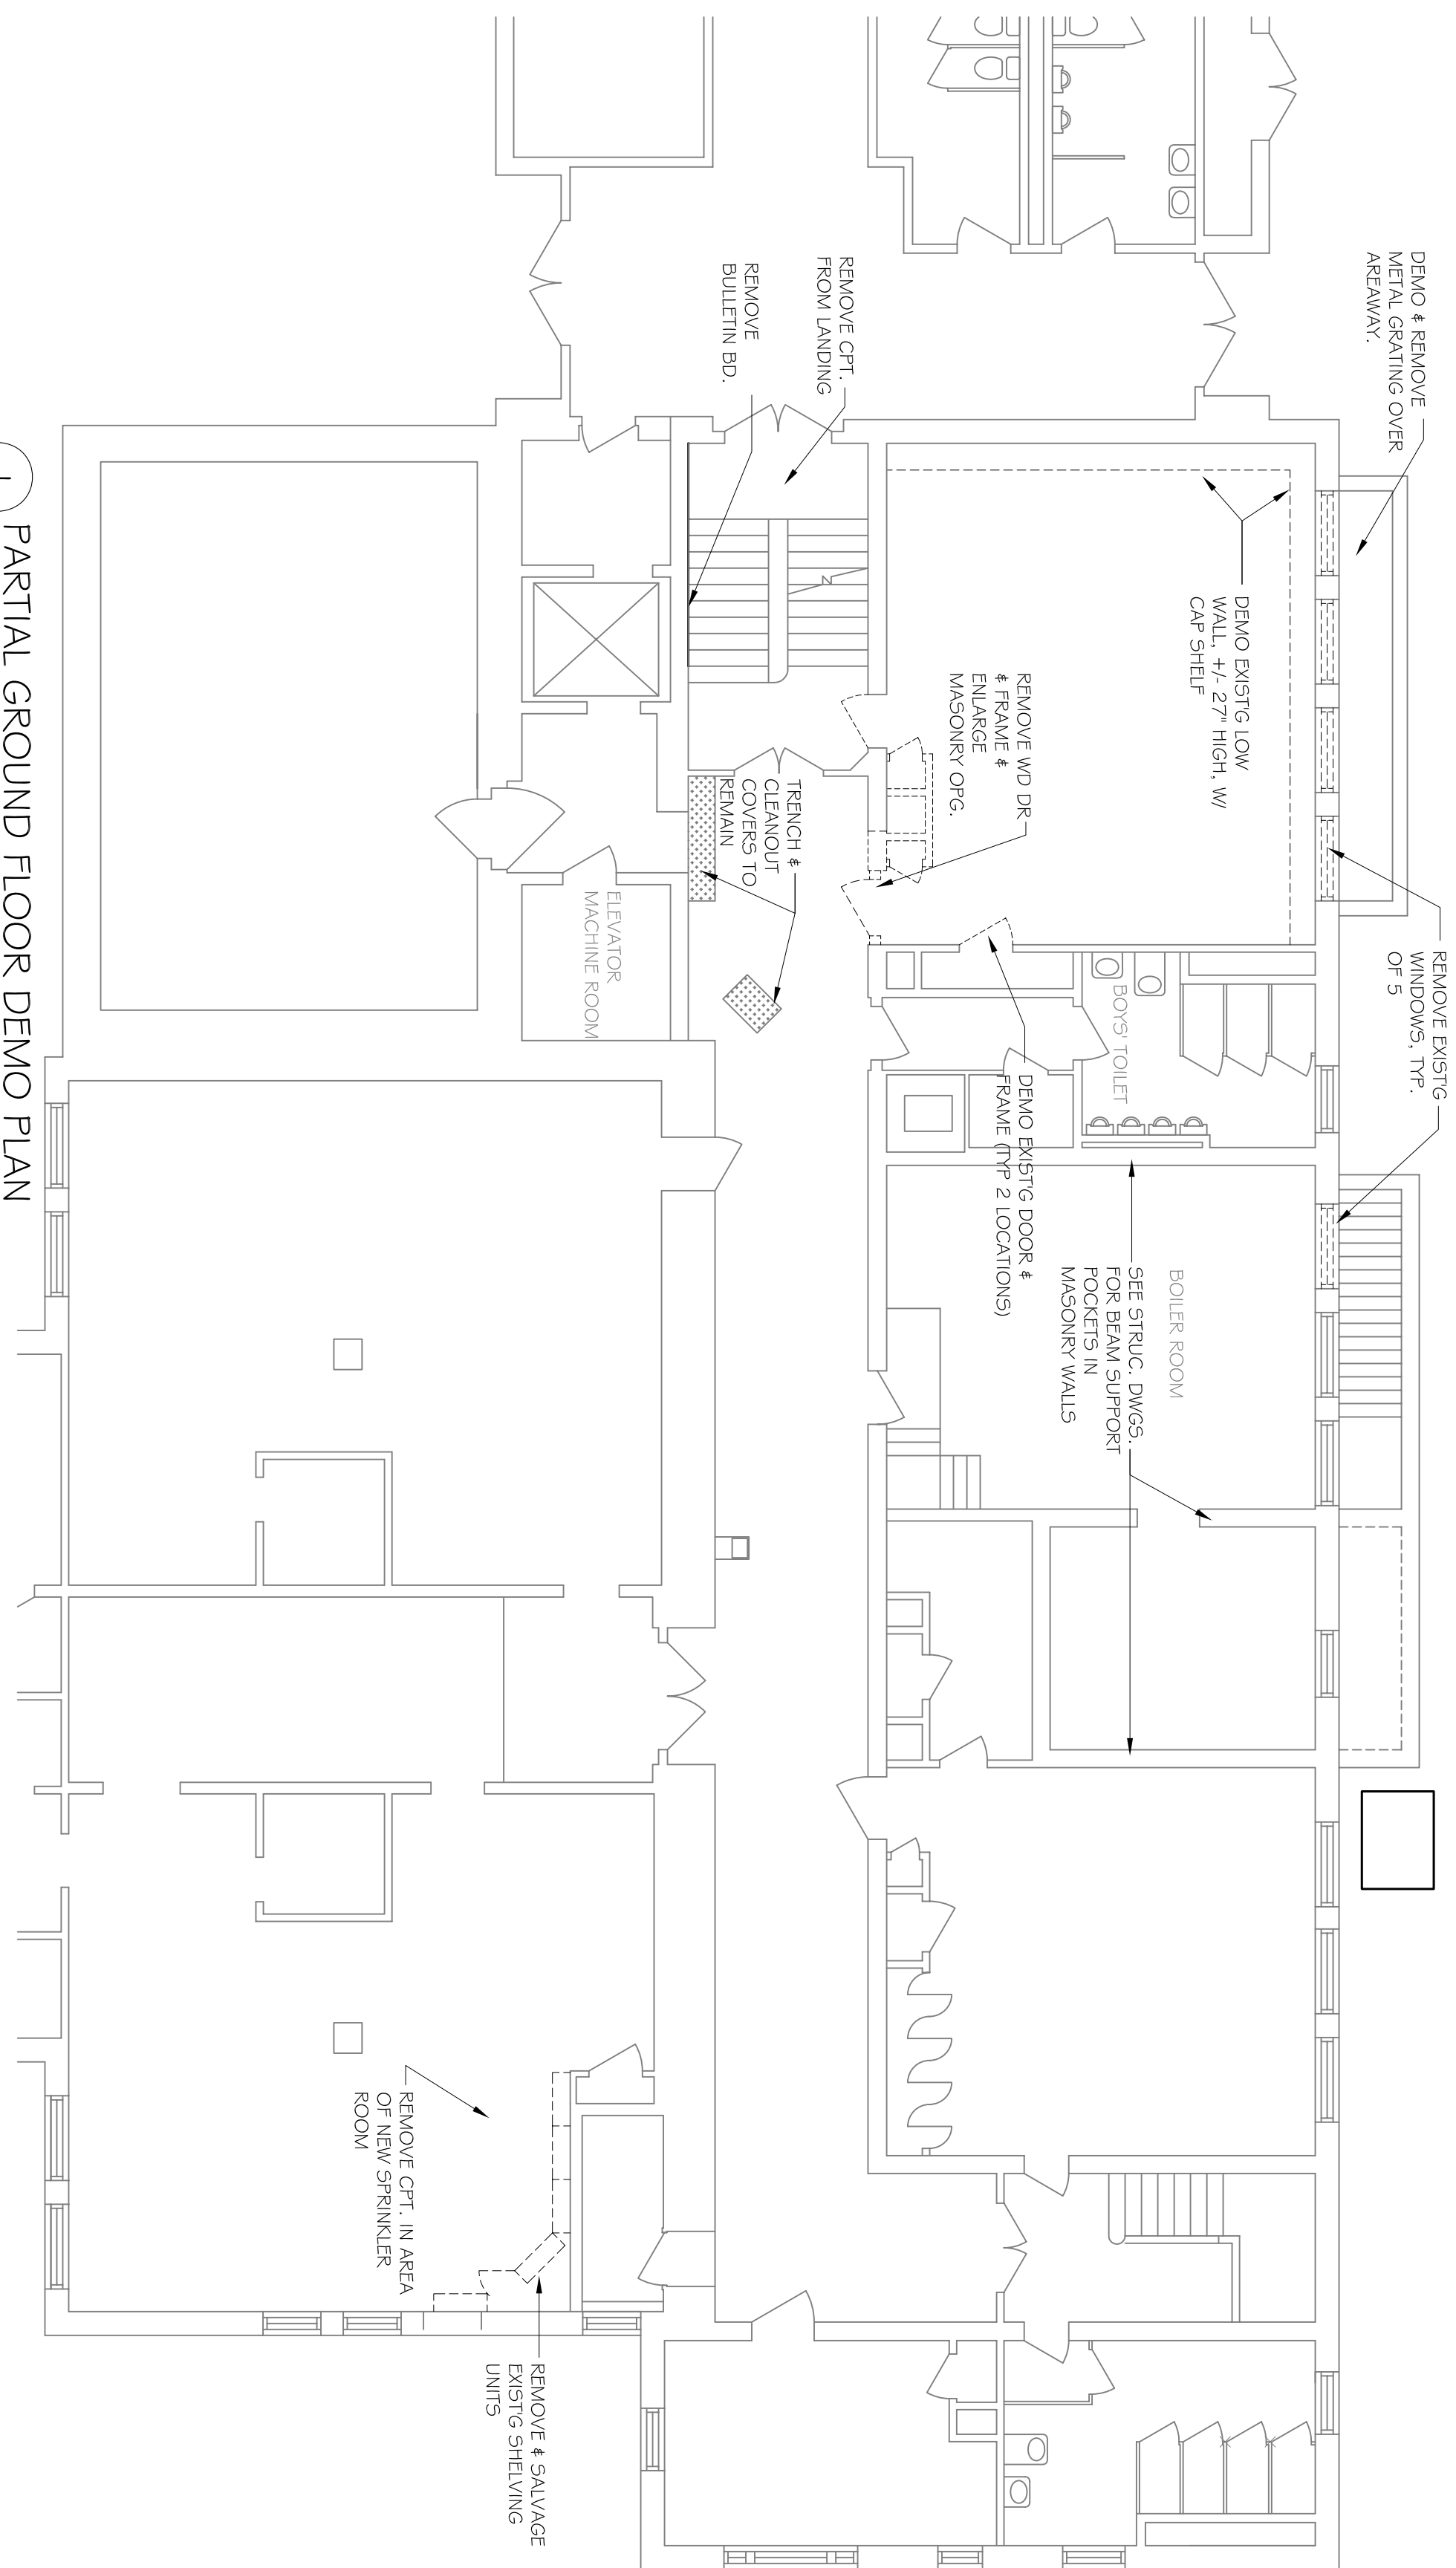 DEMO & REMOVE
METAL GRATING OVER
AREAWAY.
REMOVE EXIST'G
WINDOWS, TYP.
OF 5
DEMO EXIST'G LOW
WALL, +/- 27" HIGH, W/
CAP SHELF
REMOVE CPT.
FROM LANDING
REMOVE
BULLETIN BD.
REMOVE WD DR
& FRAME &
ENLARGE
MASONRY OPG.
TRENCH &
CLEANOUT
COVERS TO
REMAIN
ELEVATOR
MACHINE ROOM
BOYS' TOILET
DEMO EXIST'G DOOR &
FRAME (TYP 2 LOCATIONS)
BOILER ROOM
SEE STRUC. DWGS.
FOR BEAM SUPPORT
POCKETS IN
MASONRY WALLS
REMOVE CPT. IN AREA
OF NEW SPRINKLER
ROOM
REMOVE & SALVAGE
EXIST'G SHELVING
UNITS
1
PARTIAL GROUND FLOOR DEMO PLAN